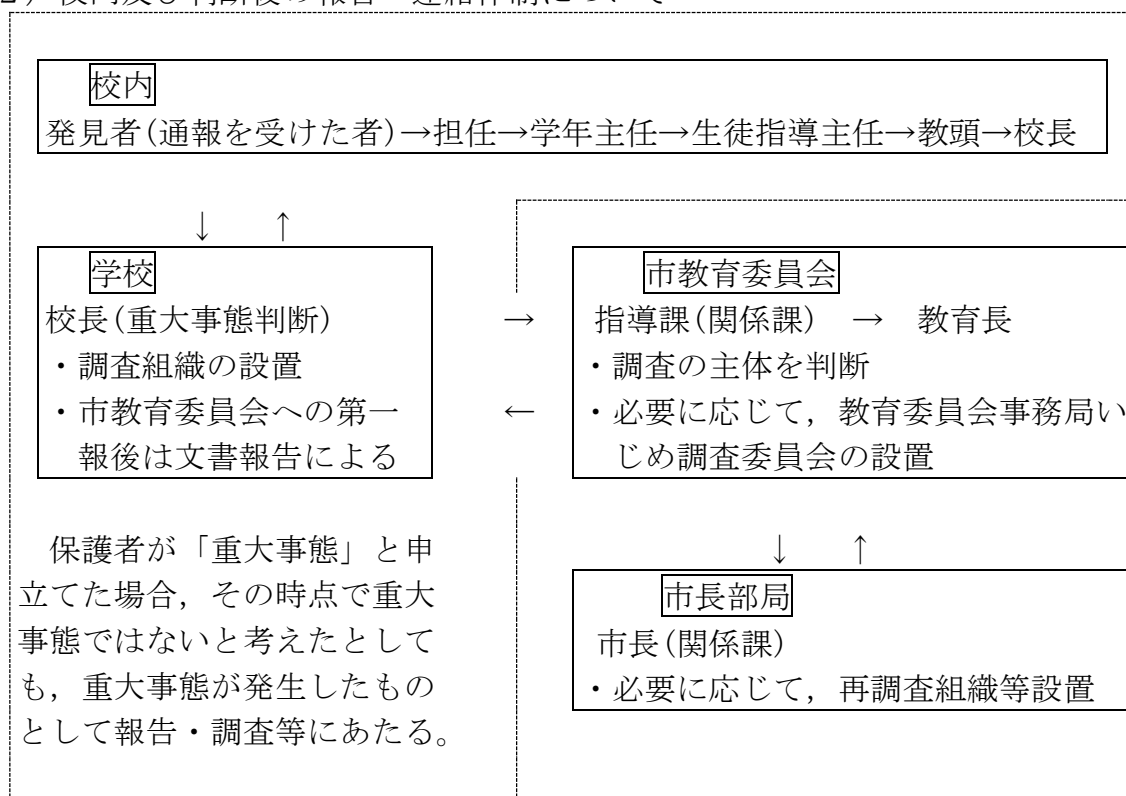 校内
発見者(通報を受けた者)→担任→学年主任→生徒指導主任→教頭→校長
↓ ↑
学校
校長(重大事態判断)
・調査組織の設置
・市教育委員会への第一
報後は文書報告による
→
←
市教育委員会
指導課(関係課) → 教育長
・調査の主体を判断
・必要に応じて，教育委員会事務局い
じめ調査委員会の設置
保護者が「重大事態」と申
立てた場合，その時点で重大
事態ではないと考えたとして
も，重大事態が発生したもの
として報告・調査等にあたる。
↓ ↑
市長部局
市長(関係課)
・必要に応じて，再調査組織等設置